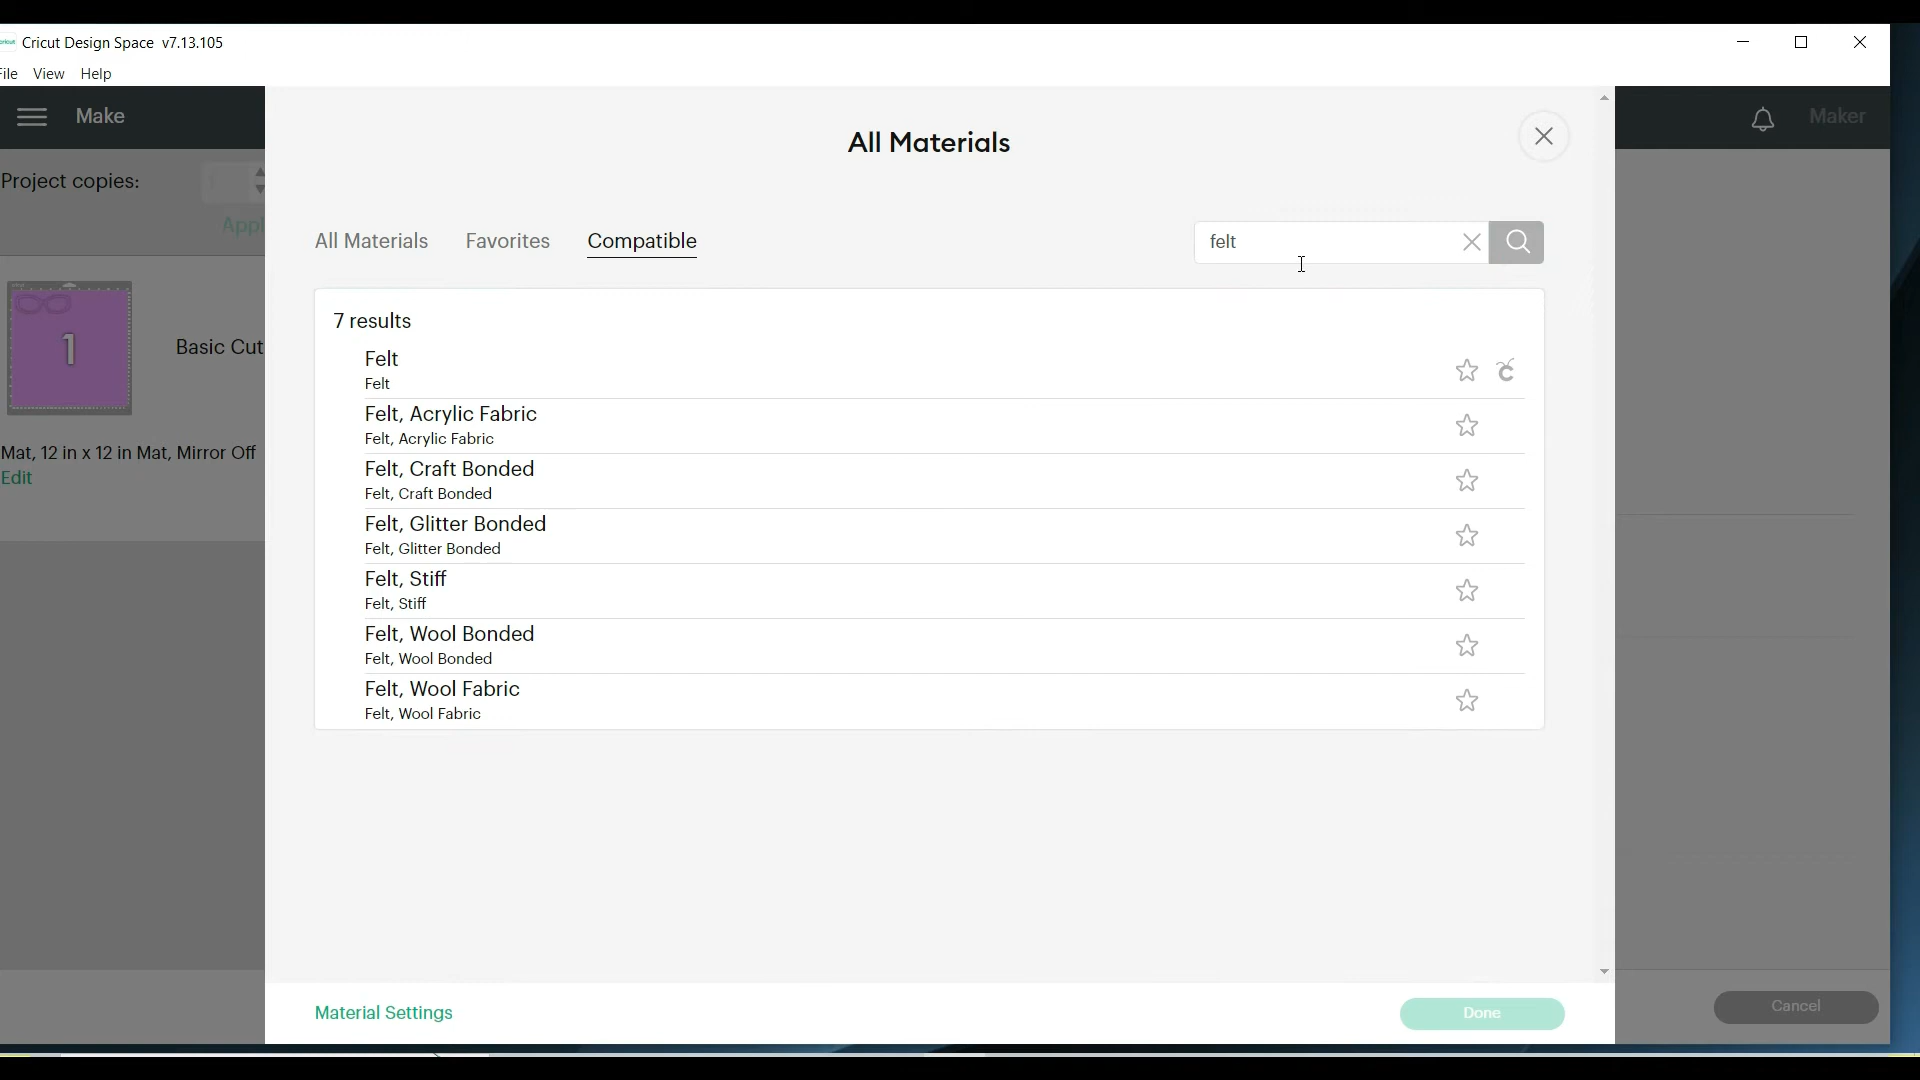 Cricut Design Space v7.13.105
File View Help
Make
Maker
All Materials
Project copies:
All Materials Favorites Compatible
felt
7 results
Felt
Felt
Felt, Acrylic Fabric
Felt, Acrylic Fabric
Felt, Craft Bonded
Felt, Craft Bonded
Felt, Glitter Bonded
Felt, Glitter Bonded
Felt, Stiff
Felt, Stiff
Felt, Wool Bonded
Felt, Wool Bonded
Felt, Wool Fabric
Felt, Wool Fabric
1
Basic Cut
Mat, 12 in x 12 in Mat, Mirror Off
Edit
Material Settings
Done
Cancel